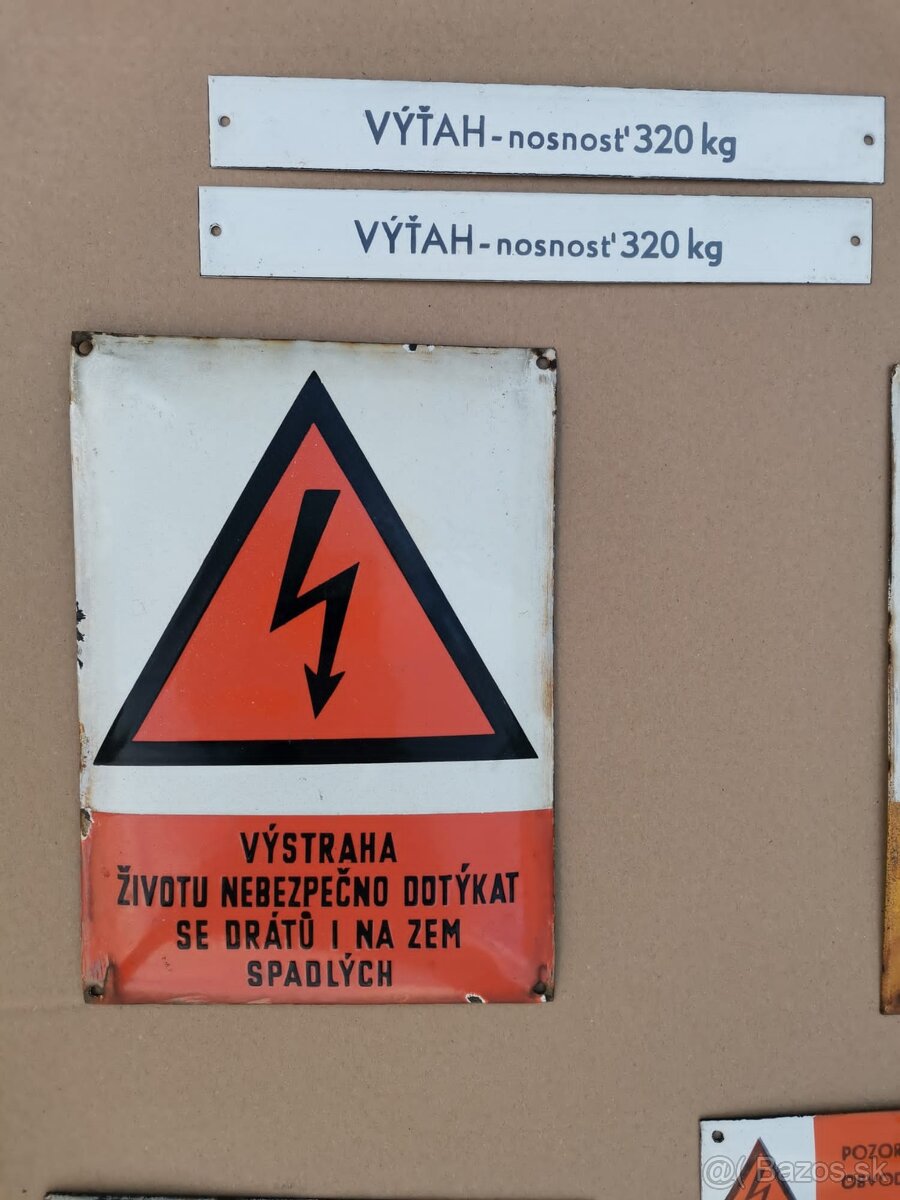 VÝŤAH - nosnosť 320 kg
VÝŤAH - nosnosť 320 kg
VÝSTRAHA
ŽIVOTU NEBEZPEČNO DOTÝKAT
SE DRÁTŮ I NA ZEM
SPADLÝCH
POZOR
OBVOD
@( Bazos.sk